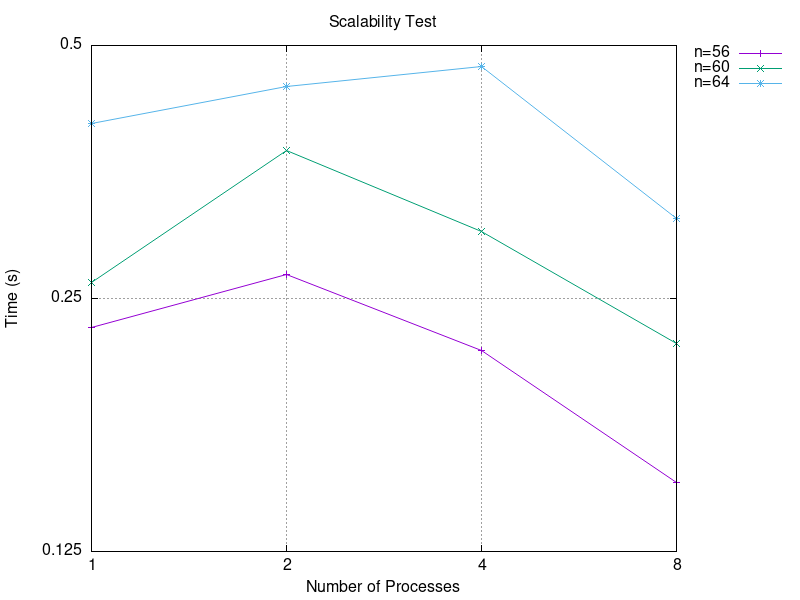 Scalability Test
0.5
0.25
0.125
Time (s)
1 2 4 8
Number of Processes
n=56
n=60
n=64